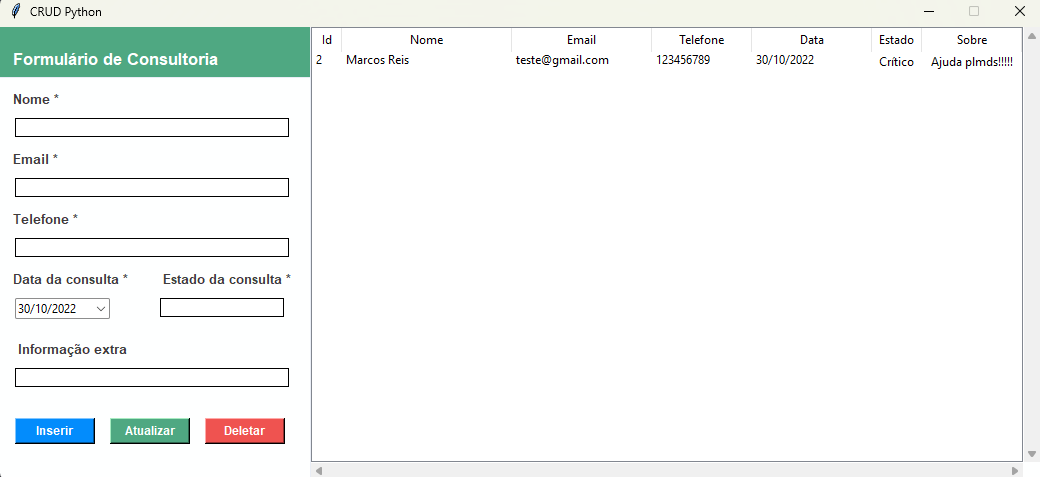 CRUD Python
Formulário de Consultoria
Nome *
Email *
Telefone *
Data da consulta * Estado da consulta *
30/10/2022
Informação extra
Inserir Atualizar Deletar
Id Nome Email Telefone Data Estado Sobre
2 Marcos Reis teste@gmail.com 123456789 30/10/2022 Crítico Ajuda plmds!!!!!